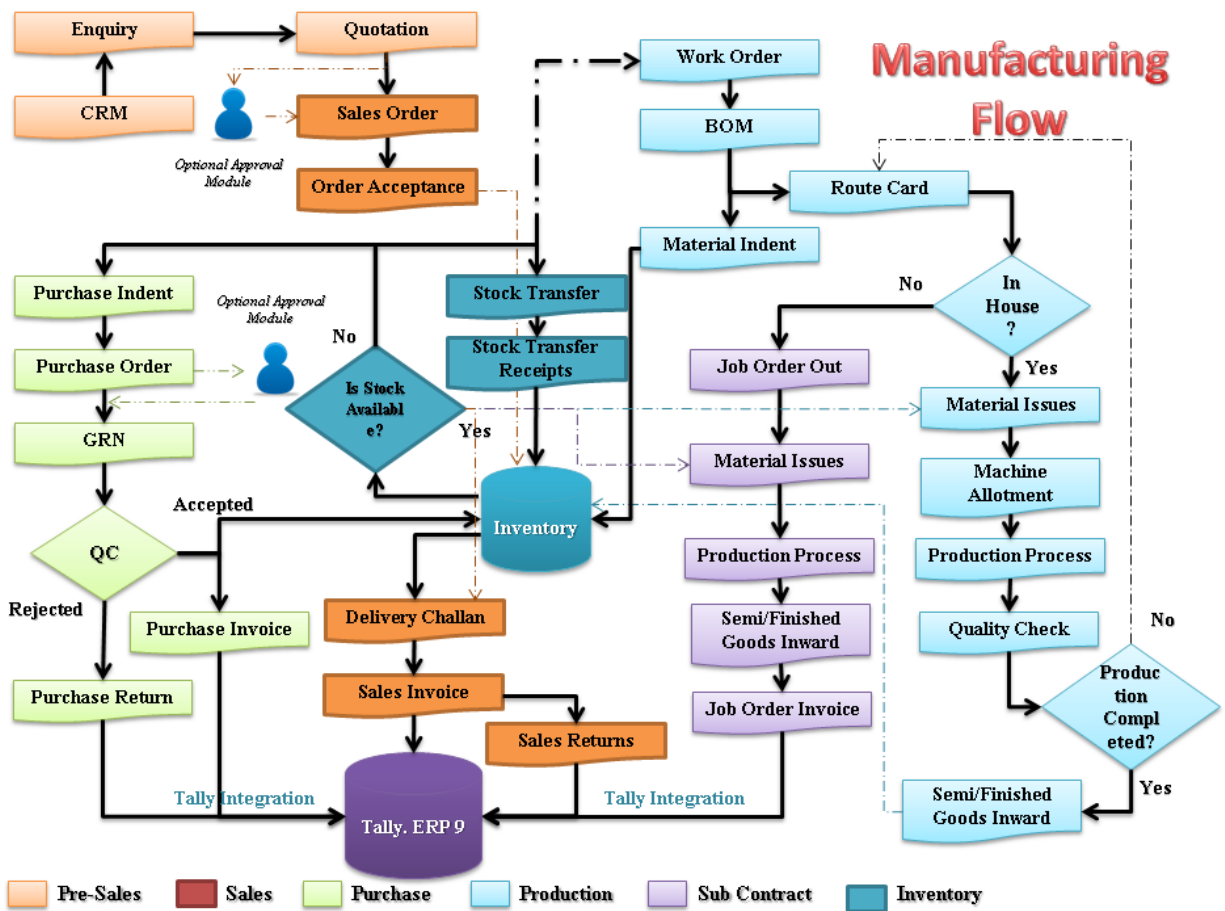 Manufacturing
Flow
Enquiry
Quotation
CRM
Optional Approval
Module
Sales Order
Order Acceptance
Work Order
BOM
Route Card
Material Indent
Purchase Indent
Optional Approval
Module
Purchase Order
GRN
No
Stock Transfer
Stock Transfer
Receipts
Is Stock
Availabl
e?
Yes
No
In
House
?
Yes
Job Order Out
Material Issues
Material Issues
Machine
Allotment
Accepted
QC
Rejected
Inventory
Production Process
Production Process
Purchase Invoice
Delivery Challan
Semi/Finished
Goods Inward
Quality Check
No
Purchase Return
Sales Invoice
Job Order Invoice
Produc
tion
Compl
eted?
Sales Returns
Yes
Tally Integration
Tally Integration
Tally. ERP 9
Semi/Finished
Goods Inward
Pre-Sales
Sales
Purchase
Production
Sub Contract
Inventory